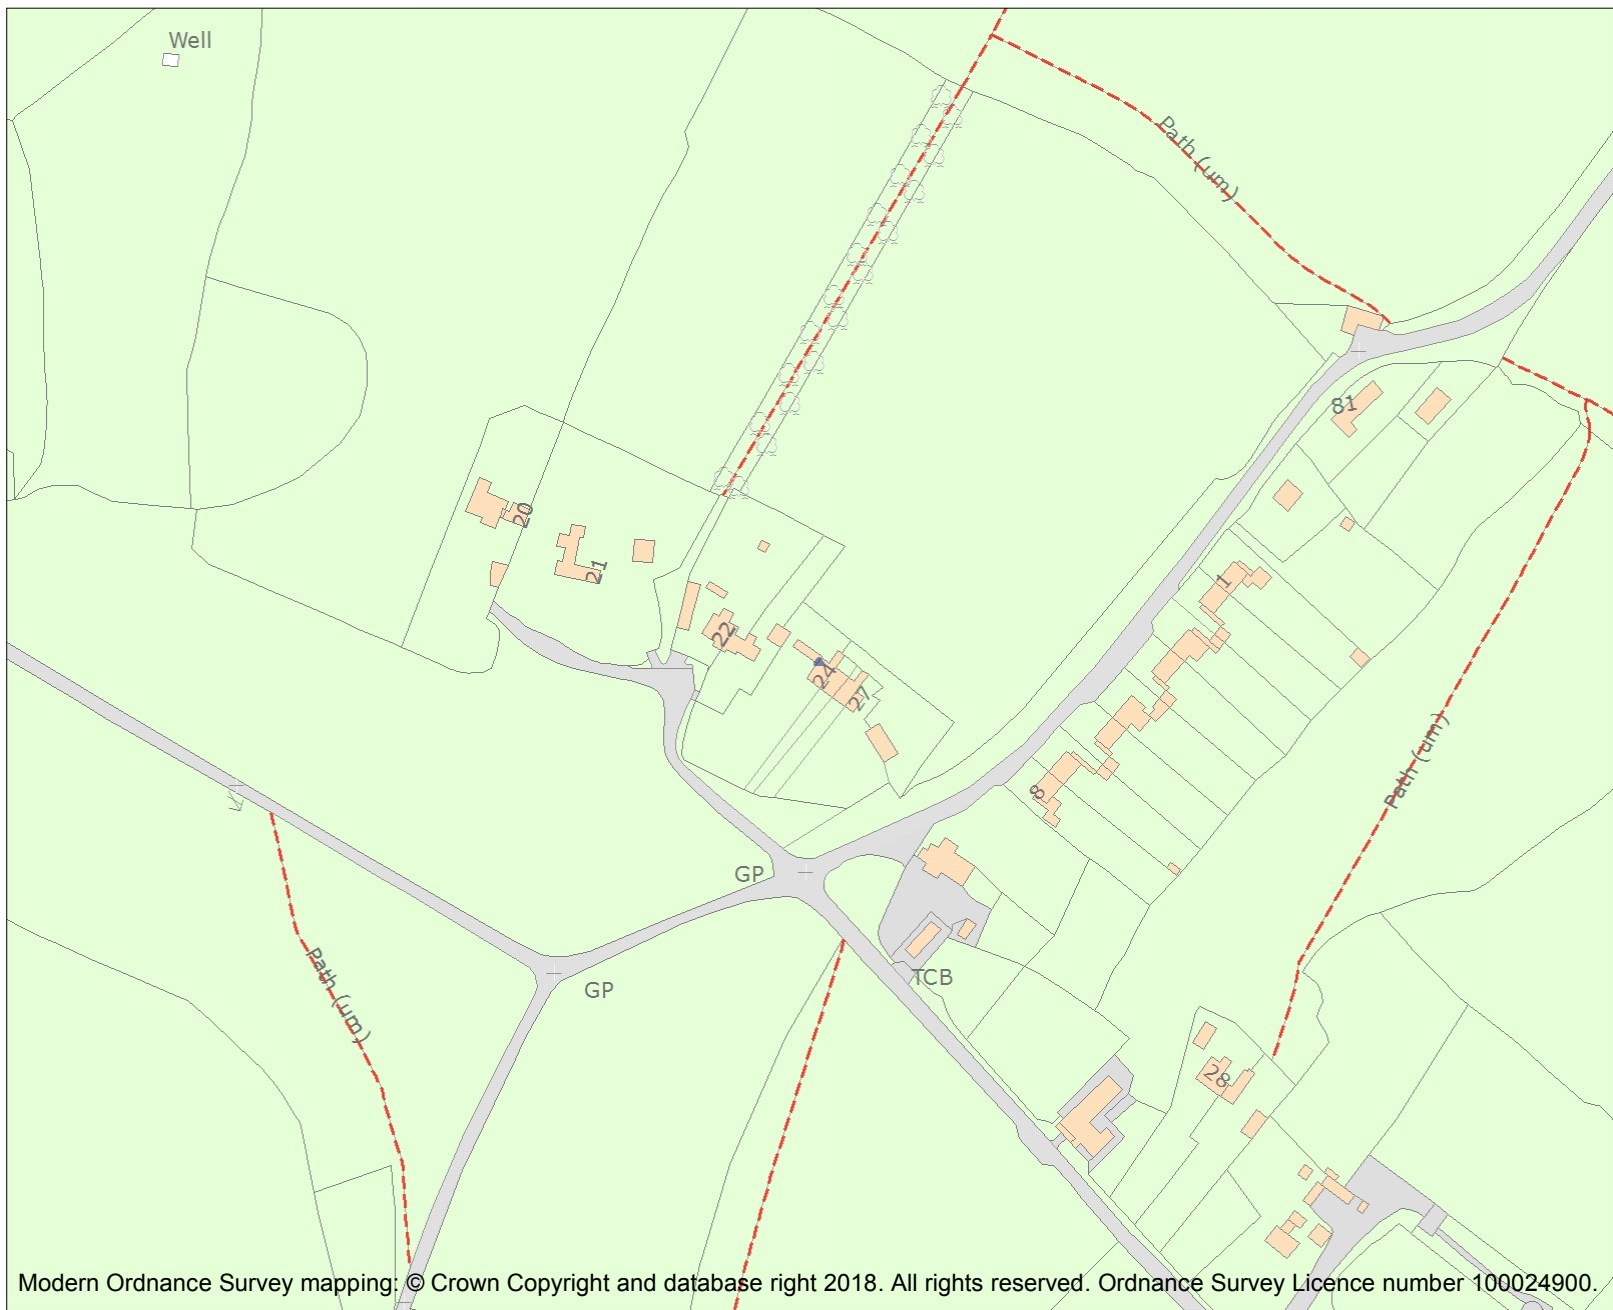 Well
Path (um)
81
20
21
1
22
24
27
8
Path (um)
GP
Path (um)
TCB
GP
28
Modern Ordnance Survey mapping: © Crown Copyright and database right 2018. All rights reserved. Ordnance Survey Licence number 100024900.